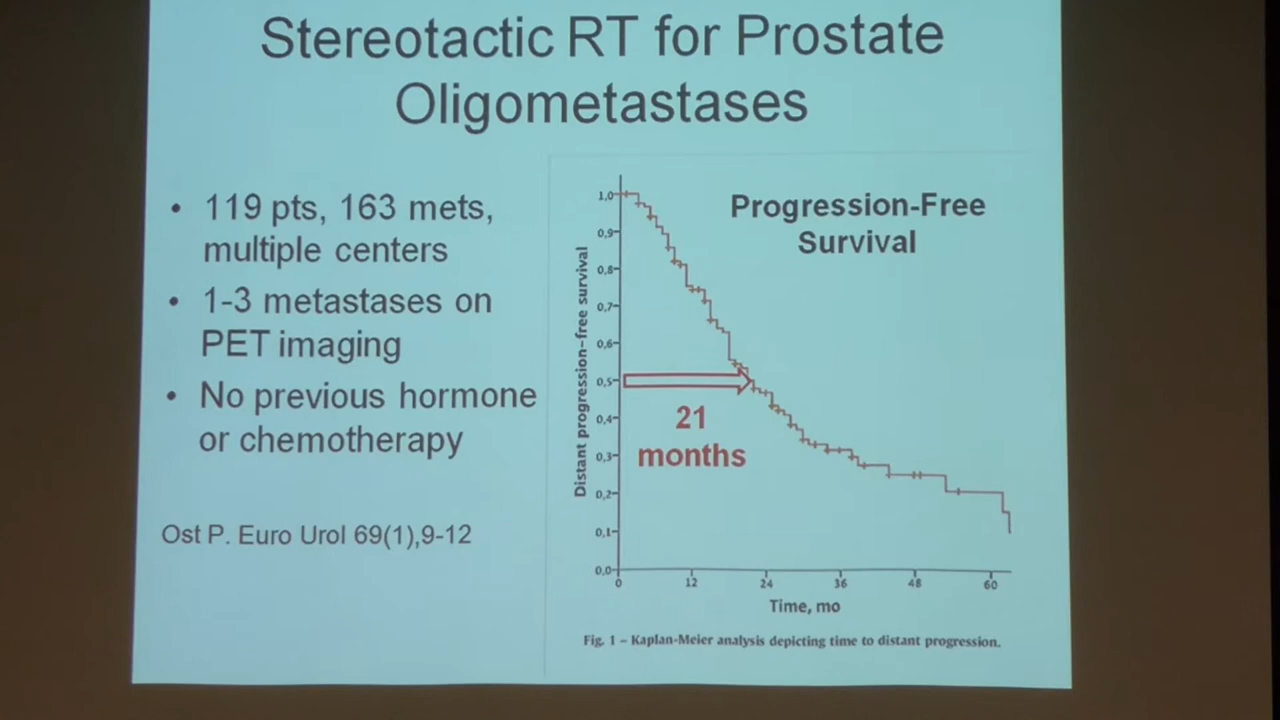 Stereotactic RT for Prostate
Oligometastases
• 119 pts, 163 mets,
multiple centers
• 1-3 metastases on
PET imaging
• No previous hormone
or chemotherapy
Ost P. Euro Urol 69(1),9-12
Progression-Free
Survival
Distant progression-free survival
1,0
0,9
0,8
0,7
0,6
0,5
0,4
0,3
0,2
0,1
0,0
21
months
0 12 24 36 48 60
Time, mo
Fig. 1 – Kaplan-Meier analysis depicting time to distant progression.